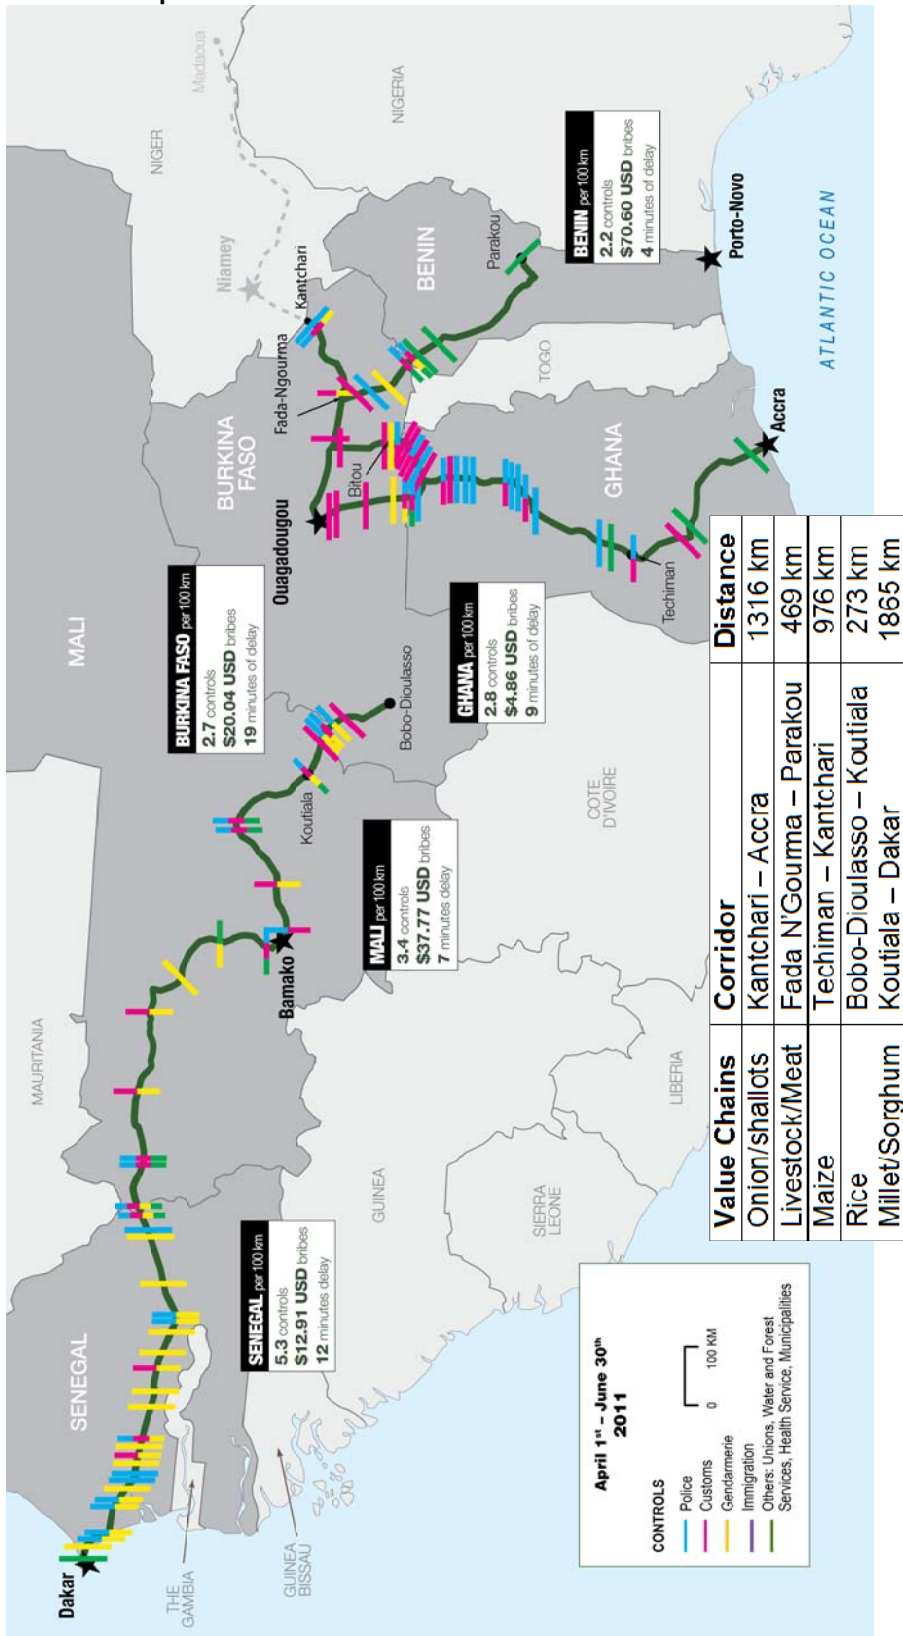 MAURITANIA
MALI
NIGER
Madaoua
Niamey
NIGERIA
SENEGAL
Dakar
THE
GAMBIA
GUINEA
BISSAU
GUINEA
SIERRA
LEONE
LIBERIA
COTE
D'IVOIRE
Bamako
Koutiala
Bobo-Dioulasso
BURKINA
FASO
Ouagadougou
Fada-Ngourma
Kantchari
Bitou
BENIN
Parakou
TOGO
GHANA
Techiman
Accra
Porto-Novo
ATLANTIC OCEAN
SENEGAL per 100 km
5.3 controls
$12.91 USD bribes
12 minutes delay
MALI per 100 km
3.4 controls
$37.77 USD bribes
7 minutes delay
BURKINA FASO per 100 km
2.7 controls
$20.04 USD bribes
19 minutes of delay
GHANA per 100 km
2.8 controls
$4.86 USD bribes
9 minutes of delay
BENIN per 100 km
2.2 controls
$70.60 USD bribes
4 minutes of delay
April 1st – June 30th
2011
CONTROLS
Police
Customs
Gendarmerie
Immigration
Others: Unions, Water and Forest
Services, Health Service, Municipalities
0 100 KM
Value Chains Corridor Distance
Onion/shallots Kantchari – Accra 1316 km
Livestock/Meat Fada N'Gourma – Parakou 469 km
Maize Techiman – Kantchari 976 km
Rice Bobo-Dioulasso – Koutiala 273 km
Millet/Sorghum Koutiala – Dakar 1865 km